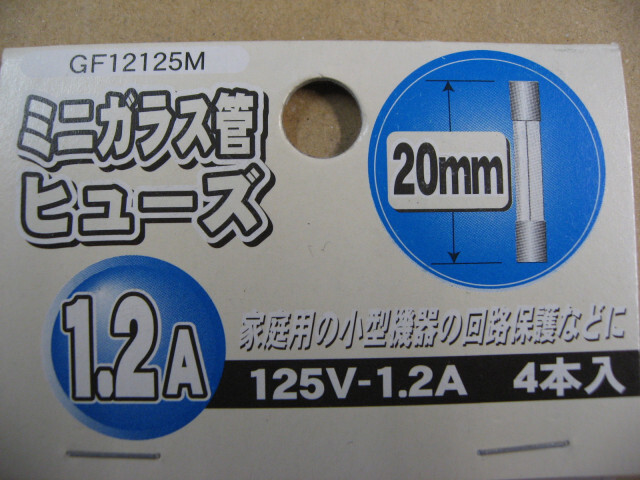 GF12125M
ミニガラス管
ヒューズ
20mm
1.2A
家庭用の小型機器の回路保護などに
125V-1.2A 4本入